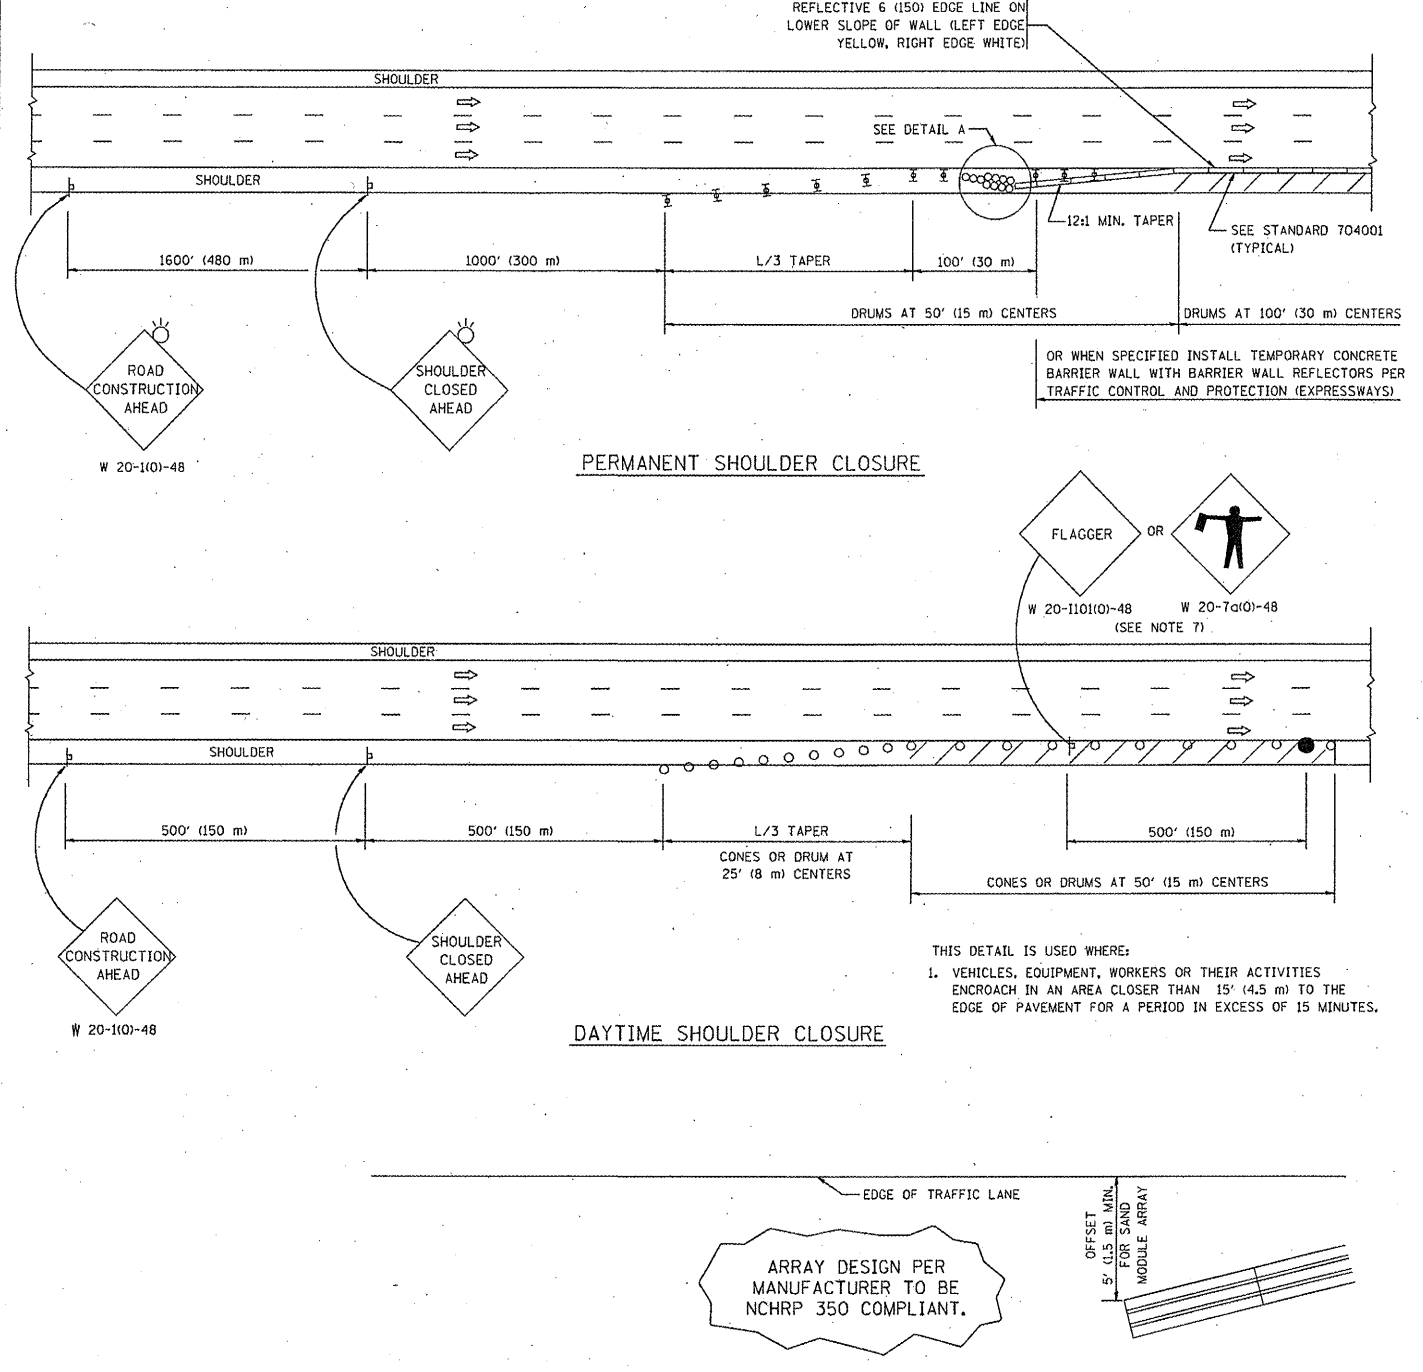 REFLECTIVE 6 (150) EDGE LINE ON
LOWER SLOPE OF WALL (LEFT EDGE
YELLOW, RIGHT EDGE WHITE)
SHOULDER
SEE DETAIL A
SHOULDER
12:1 MIN. TAPER
SEE STANDARD 704001
(TYPICAL)
1600' (480 m)
1000' (300 m)
L/3 TAPER
100' (30 m)
DRUMS AT 50' (15 m) CENTERS
DRUMS AT 100' (30 m) CENTERS
OR WHEN SPECIFIED INSTALL TEMPORARY CONCRETE
BARRIER WALL WITH BARRIER WALL REFLECTORS PER
TRAFFIC CONTROL AND PROTECTION (EXPRESSWAYS)
ROAD
CONSTRUCTION
AHEAD
W 20-1(O)-48
SHOULDER
CLOSED
AHEAD
PERMANENT SHOULDER CLOSURE
FLAGGER
OR
W 20-I101(O)-48
W 20-7a(O)-48
(SEE NOTE 7)
SHOULDER
SHOULDER
500' (150 m)
500' (150 m)
L/3 TAPER
CONES OR DRUM AT
25' (8 m) CENTERS
500' (150 m)
CONES OR DRUMS AT 50' (15 m) CENTERS
ROAD
CONSTRUCTION
AHEAD
W 20-1(O)-48
SHOULDER
CLOSED
AHEAD
THIS DETAIL IS USED WHERE:
1. VEHICLES, EQUIPMENT, WORKERS OR THEIR ACTIVITIES
ENCROACH IN AN AREA CLOSER THAN 15' (4.5 m) TO THE
EDGE OF PAVEMENT FOR A PERIOD IN EXCESS OF 15 MINUTES.
DAYTIME SHOULDER CLOSURE
EDGE OF TRAFFIC LANE
OFFSET
5' (1.5 m) MIN.
FOR SAND
MODULE ARRAY
ARRAY DESIGN PER
MANUFACTURER TO BE
NCHRP 350 COMPLIANT.